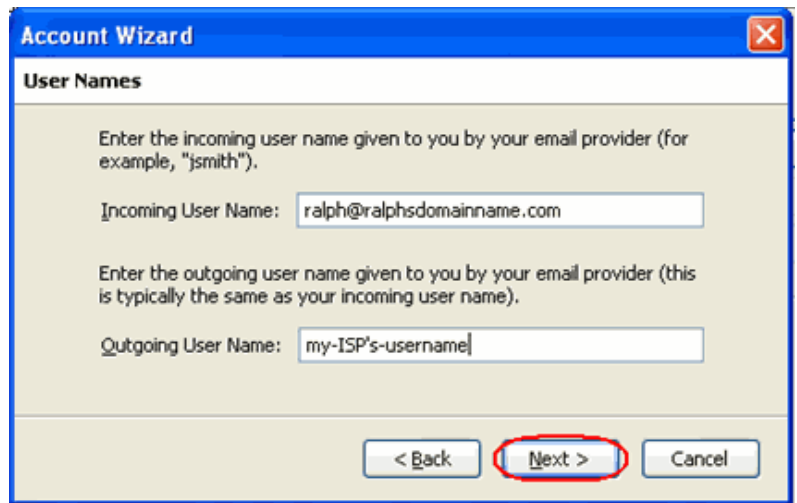 Account Wizard
User Names
Enter the incoming user name given to you by your email provider (for
example, "jsmith").
Incoming User Name: ralph@ralphsdomainname.com
Enter the outgoing user name given to you by your email provider (this
is typically the same as your incoming user name).
Outgoing User Name: my-ISP's-username
< Back Next > Cancel